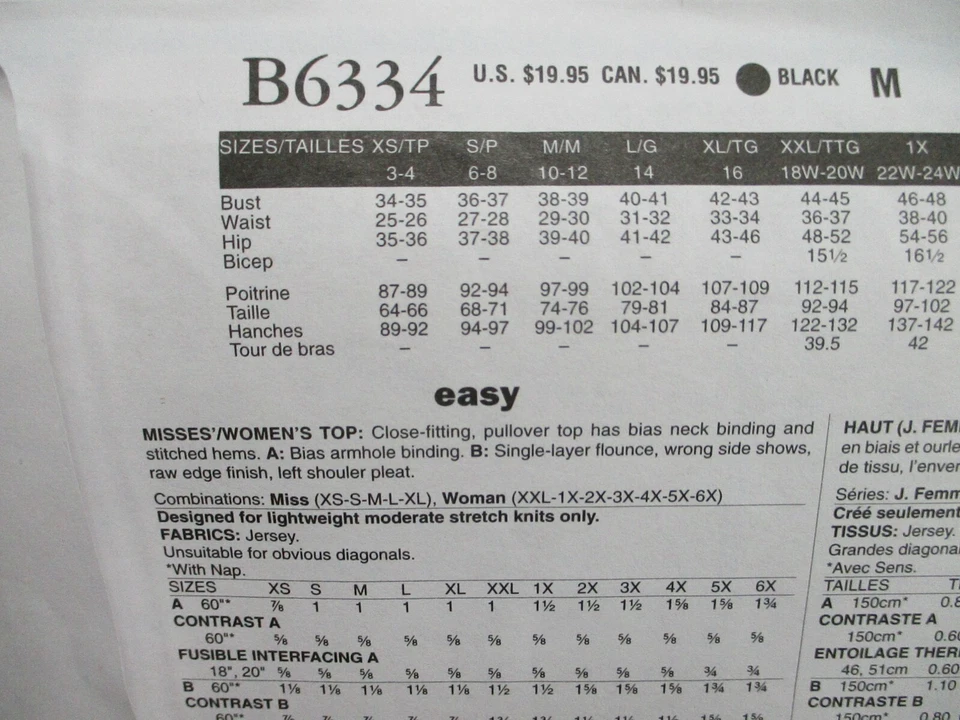 B6334 U.S. $19.95 CAN. $19.95 BLACK M
SIZES/TAILLES XS/TP S/P M/M L/G XL/TG XXL/TTG 1X
3-4 6-8 10-12 14 16 18W-20W 22W-24W
Bust 34-35 36-37 38-39 40-41 42-43 44-45 46-48
Waist 25-26 27-28 29-30 31-32 33-34 36-37 38-40
Hip 35-36 37-38 39-40 41-42 43-46 48-52 54-56
Bicep – – – – – 15½ 16½
Poitrine 87-89 92-94 97-99 102-104 107-109 112-115 117-122
Taille 64-66 68-71 74-76 79-81 84-87 92-94 97-102
Hanches 89-92 94-97 99-102 104-107 109-117 122-132 137-142
Tour de bras – – – – – 39.5 42
easy
MISSES'/WOMEN'S TOP: Close-fitting, pullover top has bias neck binding and
stitched hems. A: Bias armhole binding. B: Single-layer flounce, wrong side shows,
raw edge finish, left shouler pleat.
Combinations: Miss (XS-S-M-L-XL), Woman (XXL-1X-2X-3X-4X-5X-6X)
Designed for lightweight moderate stretch knits only.
FABRICS: Jersey.
Unsuitable for obvious diagonals.
*With Nap.
SIZES XS S M L XL XXL 1X 2X 3X 4X 5X 6X
A 60"* ⅞ 1 1 1 1 1 1½ 1½ 1½ 1⅝ 1⅝ 1¾
CONTRAST A
60"* ⅝ ⅝ ⅝ ⅝ ⅝ ⅝ ⅝ ⅝ ⅝ ⅝ ⅝ ⅝
FUSIBLE INTERFACING A
18", 20" ⅝ ⅝ ⅝ ⅝ ⅝ ⅝ ⅝ ⅝ ⅝ ⅝ ¾ ¾
B 60"* 1⅛ 1⅛ 1⅛ 1⅛ 1⅛ 1½ 1½ 1⅝ 1⅝ 1⅝ 1¾ 1¾
CONTRAST B
60"*
HAUT (J. FEM
en biais et ourle
de tissu, l'enver
Séries: J. Femm
Créé seulement
TISSU: Jersey.
Grandes diagona
*Avec Sens.
TAILLES T
A 150cm* 0.8
CONTRASTE A
150cm* 0.60
ENTOILAGE THER
46, 51cm 0.60
B 150cm* 1.10
CONTRASTE B
150cm* 0.80